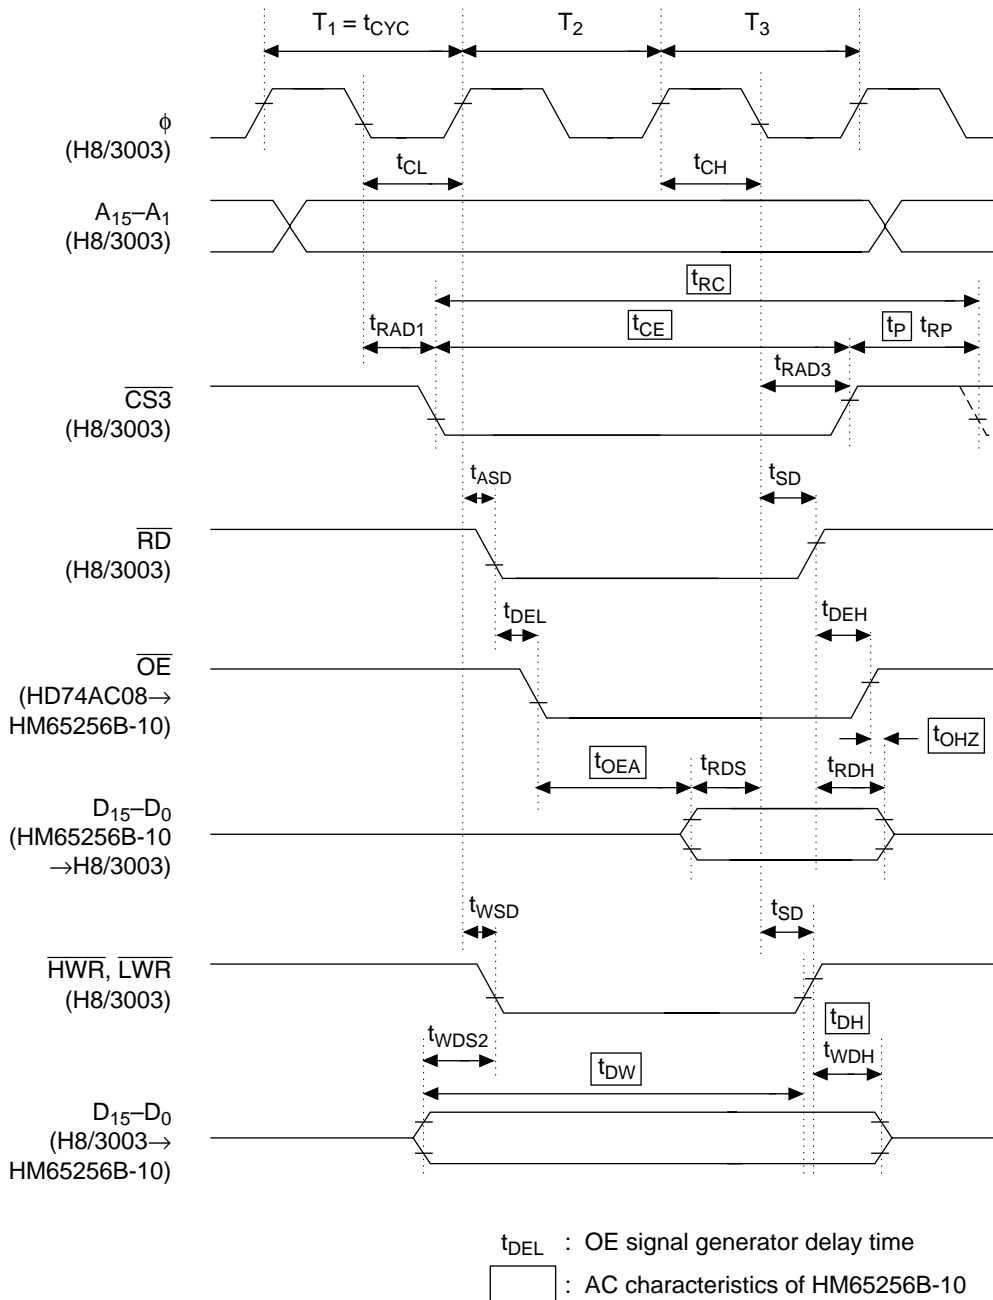 T1 = tCYC T2 T3
ϕ
(H8/3003)
tCL tCH
A15–A1
(H8/3003)
tRC
tRAD1 tCE tP tRP
tRAD3
CS3
(H8/3003)
tASD tSD
RD
(H8/3003)
tDEL tDEH
OE
(HD74AC08→
HM65256B-10)
tOHZ
tOEA tRDS tRDH
D15–D0
(HM65256B-10
→H8/3003)
tWSD tSD
HWR, LWR
(H8/3003)
tDH
tWDS2 tDW tWDH
D15–D0
(H8/3003→
HM65256B-10)
tDEL : OE signal generator delay time
: AC characteristics of HM65256B-10